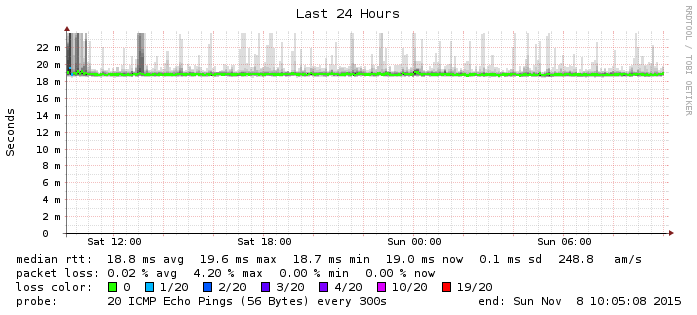 Last 24 Hours
RRDTOOL / TOBI OETIKER
Seconds
22 m
20 m
18 m
16 m
14 m
12 m
10 m
8 m
6 m
4 m
2 m
0
Sat 12:00 Sat 18:00 Sun 00:00 Sun 06:00
median rtt: 18.8 ms avg 19.6 ms max 18.7 ms min 19.0 ms now 0.1 ms sd 248.8 am/s
packet loss: 0.02 % avg 4.20 % max 0.00 % min 0.00 % now
loss color: 0 1/20 2/20 3/20 4/20 10/20 19/20
probe: 20 ICMP Echo Pings (56 Bytes) every 300s end: Sun Nov 8 10:05:08 2015